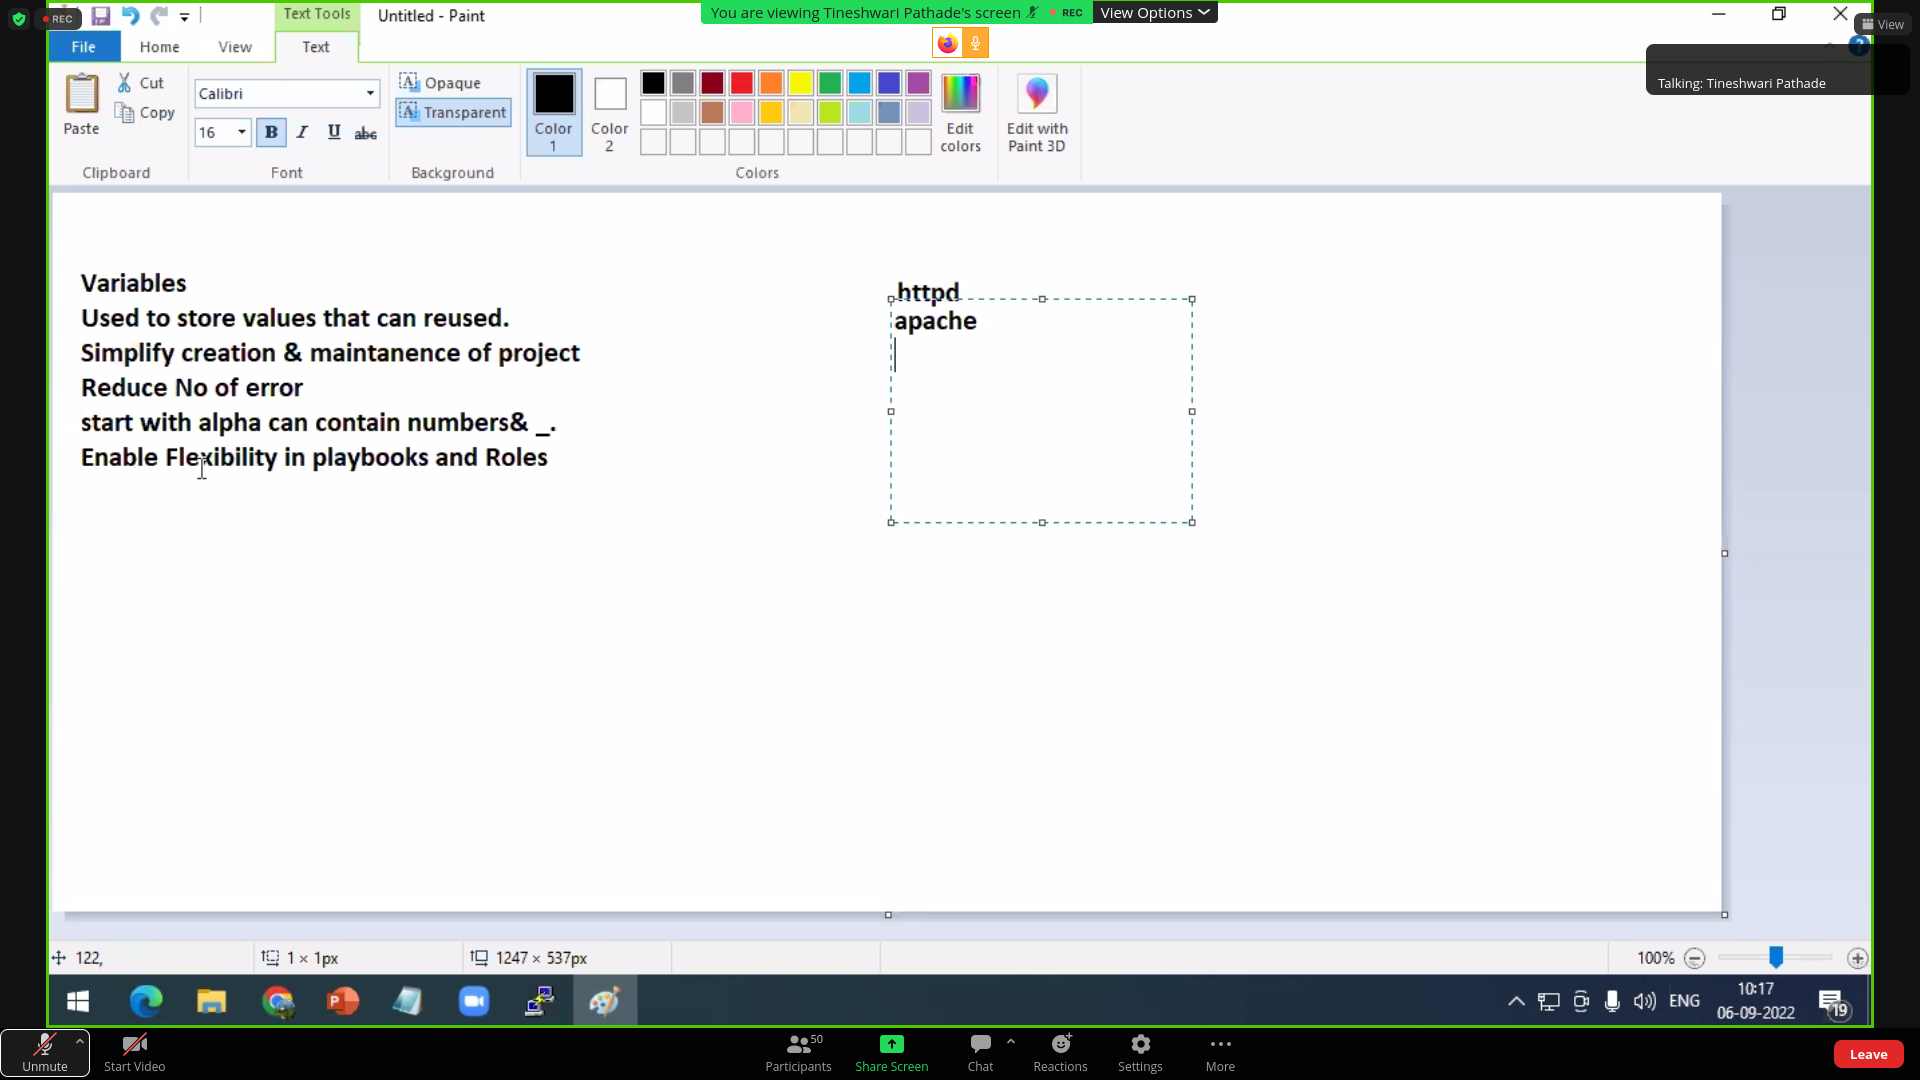 REC
Text Tools
Untitled - Paint
You are viewing Tineshwari Pathade's screen
REC
View Options
View
File
Home
View
Text
Talking: Tineshwari Pathade
Paste
Cut
Copy
Clipboard
Calibri
16
B I U abc
Font
Opaque
Transparent
Background
Color 1
Color 2
Edit colors
Colors
Edit with Paint 3D
Variables
Used to store values that can reused.
Simplify creation & maintanence of project
Reduce No of error
start with alpha can contain numbers& _.
Enable Flexibility in playbooks and Roles
httpd
apache
122,
1 × 1px
1247 × 537px
100%
ENG
10:17
06-09-2022
19
Unmute
Start Video
50
Participants
Share Screen
Chat
Reactions
Settings
More
Leave